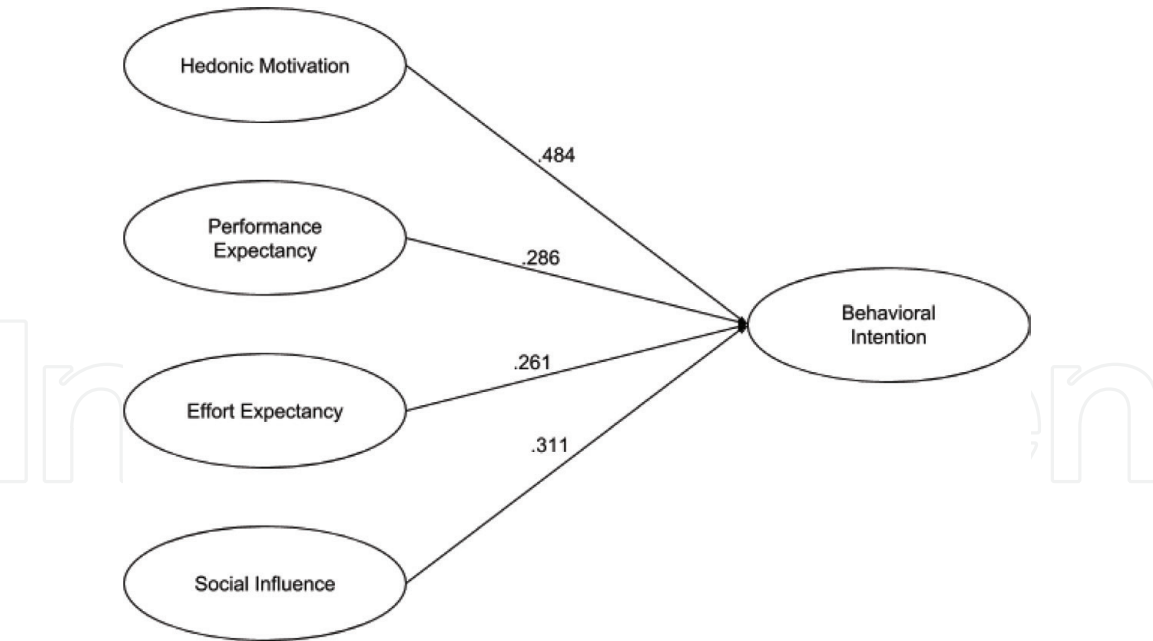 Hedonic Motivation
.484
Performance
Expectancy
.286
Behavioral
Intention
.261
Effort Expectancy
.311
Social Influence